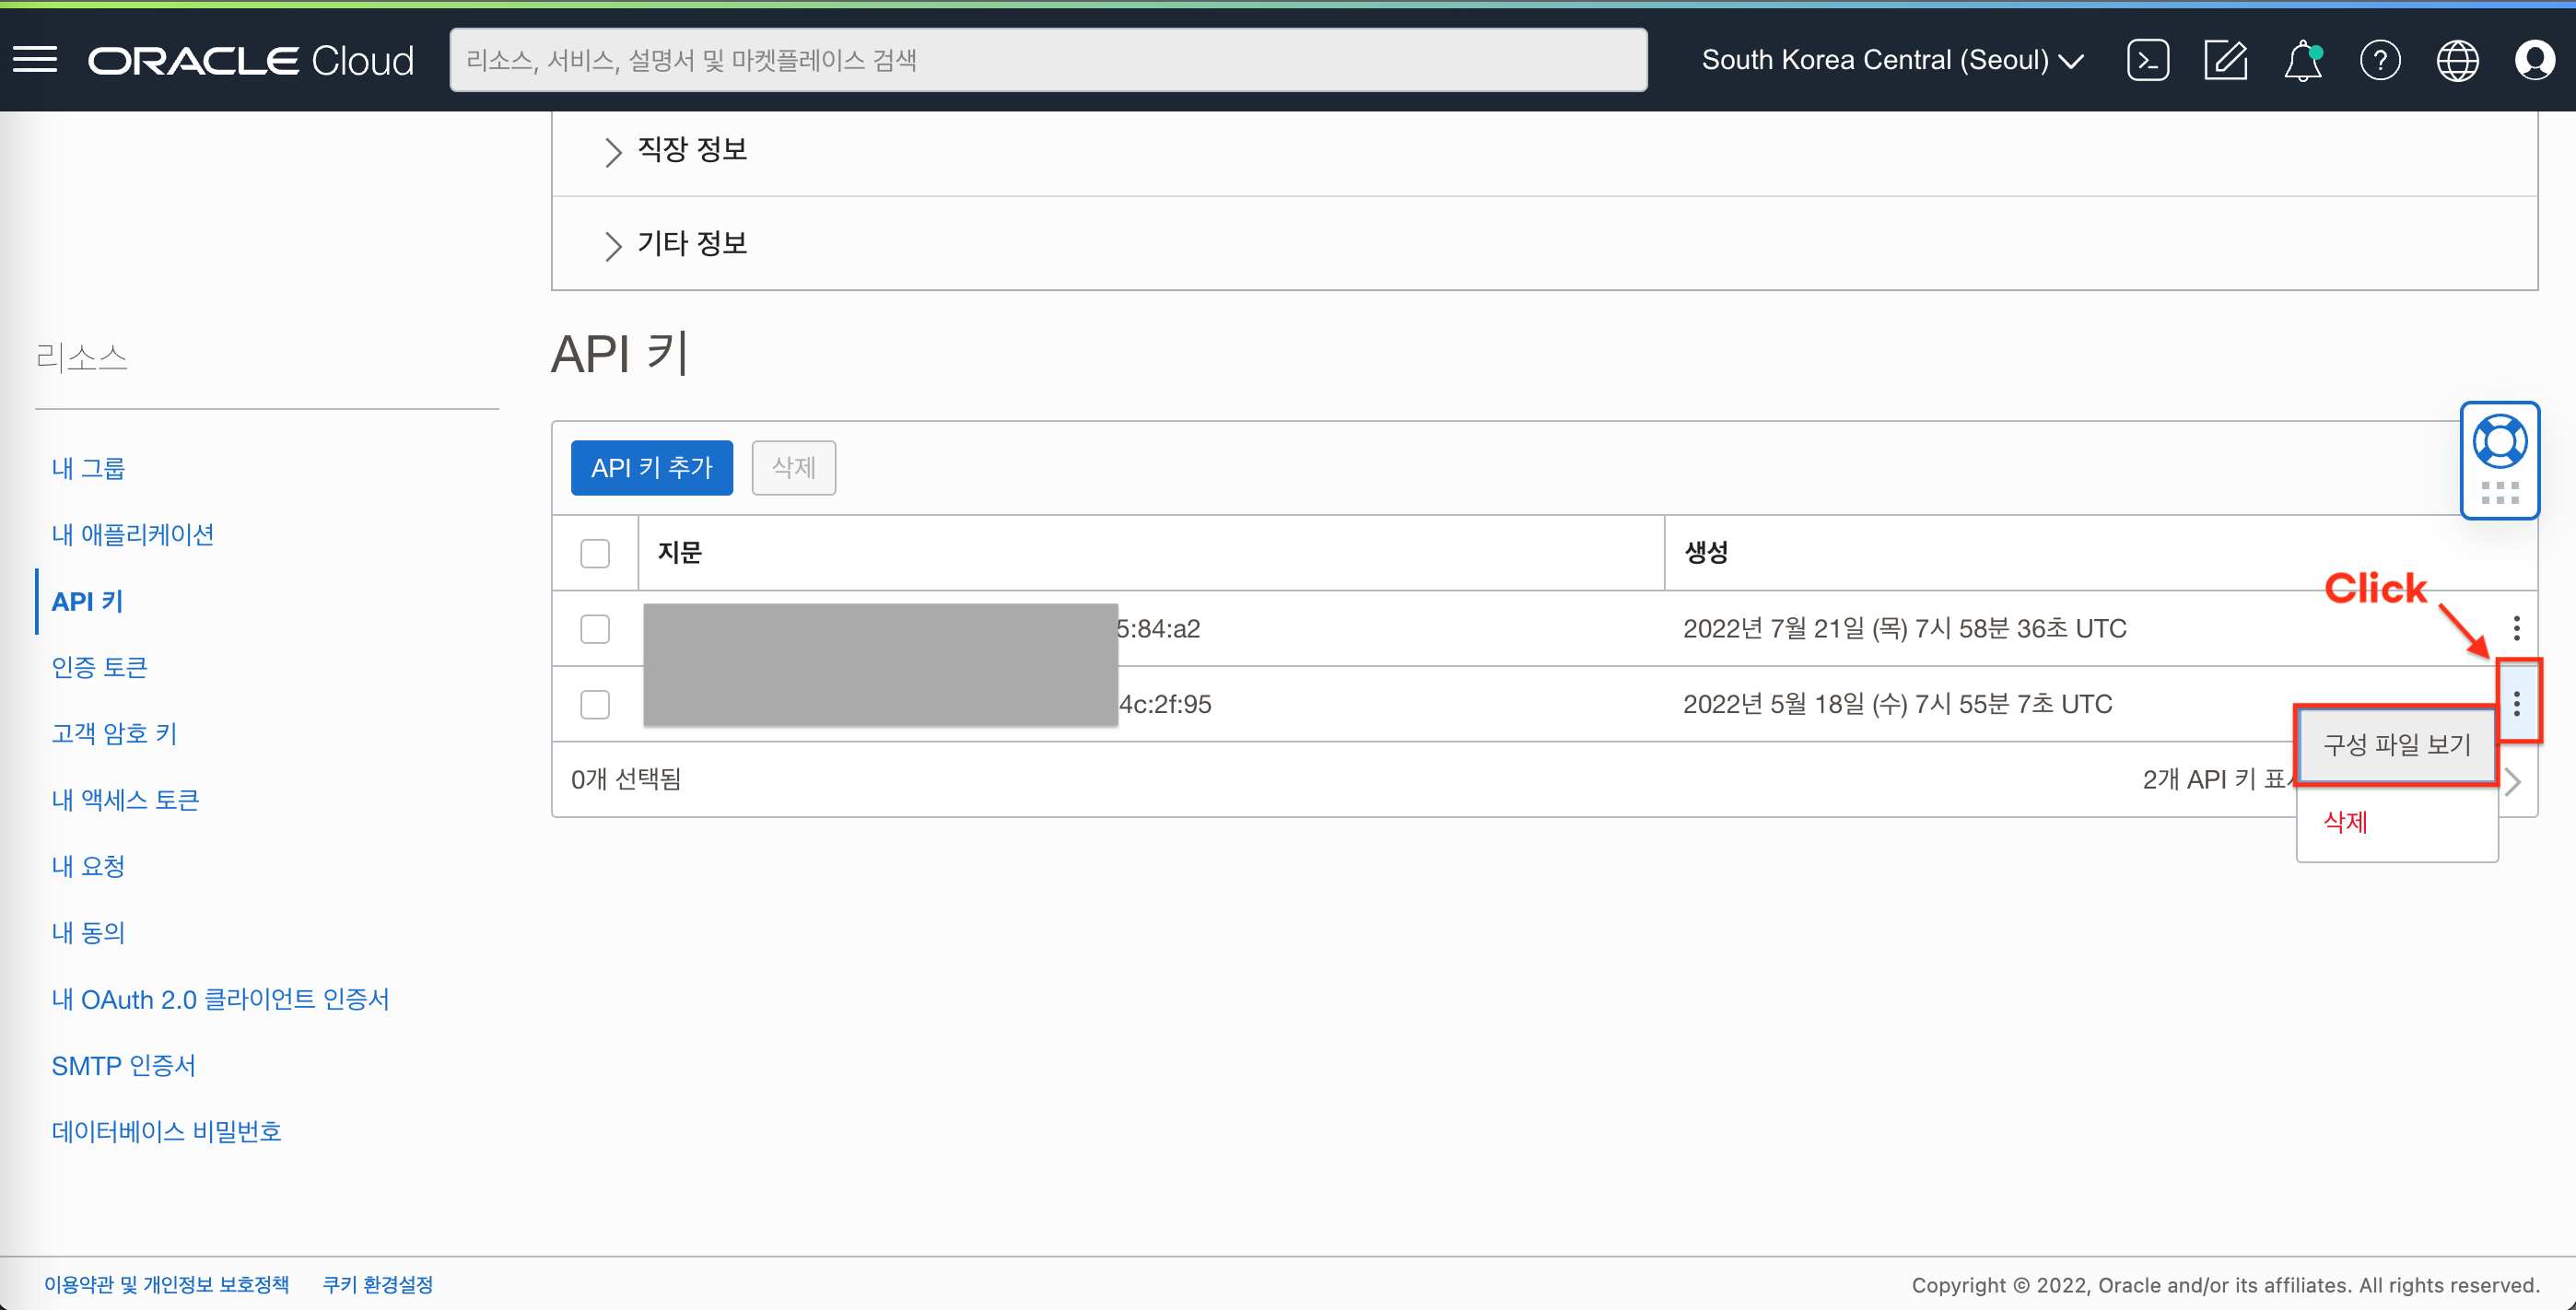 ORACLE Cloud
리소스, 서비스, 설명서 및 마켓플레이스 검색
South Korea Central (Seoul)
직장 정보
기타 정보
리소스
내 그룹
내 애플리케이션
API 키
인증 토큰
고객 암호 키
내 액세스 토큰
내 요청
내 동의
내 OAuth 2.0 클라이언트 인증서
SMTP 인증서
데이터베이스 비밀번호
API 키
API 키 추가
삭제
지문
생성
Click
5:84:a2
2022년 7월 21일 (목) 7시 58분 36초 UTC
4c:2f:95
2022년 5월 18일 (수) 7시 55분 7초 UTC
구성 파일 보기
삭제
0개 선택됨
2개 API 키
이용약관 및 개인정보 보호정책
쿠키 환경설정
Copyright © 2022, Oracle and/or its affiliates. All rights reserved.